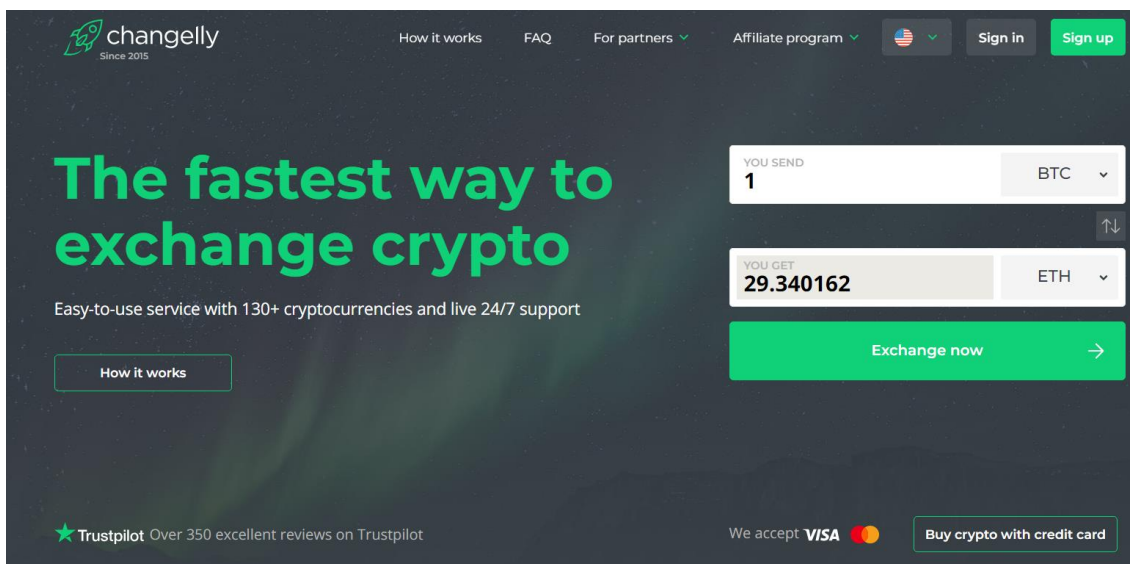 changelly
Since 2015
How it works
FAQ
For partners
Affiliate program
Sign in
Sign up
The fastest way to
exchange crypto
Easy-to-use service with 130+ cryptocurrencies and live 24/7 support
How it works
YOU SEND
1
BTC
YOU GET
29.340162
ETH
Exchange now
Trustpilot Over 350 excellent reviews on Trustpilot
We accept VISA
Buy crypto with credit card